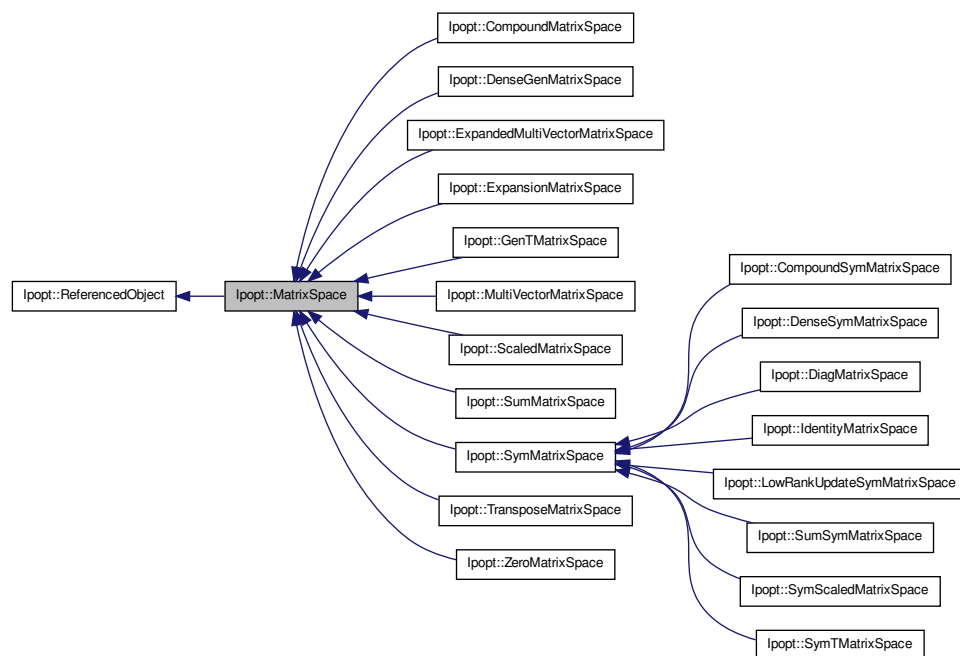 Ipopt::CompoundMatrixSpace
Ipopt::DenseGenMatrixSpace
Ipopt::ExpandedMultiVectorMatrixSpace
Ipopt::ExpansionMatrixSpace
Ipopt::GenTMatrixSpace
Ipopt::CompoundSymMatrixSpace
Ipopt::ReferencedObject
Ipopt::MatrixSpace
Ipopt::MultiVectorMatrixSpace
Ipopt::DenseSymMatrixSpace
Ipopt::ScaledMatrixSpace
Ipopt::DiagMatrixSpace
Ipopt::SumMatrixSpace
Ipopt::IdentityMatrixSpace
Ipopt::SymMatrixSpace
Ipopt::LowRankUpdateSymMatrixSpace
Ipopt::TransposeMatrixSpace
Ipopt::SumSymMatrixSpace
Ipopt::ZeroMatrixSpace
Ipopt::SymScaledMatrixSpace
Ipopt::SymTMatrixSpace